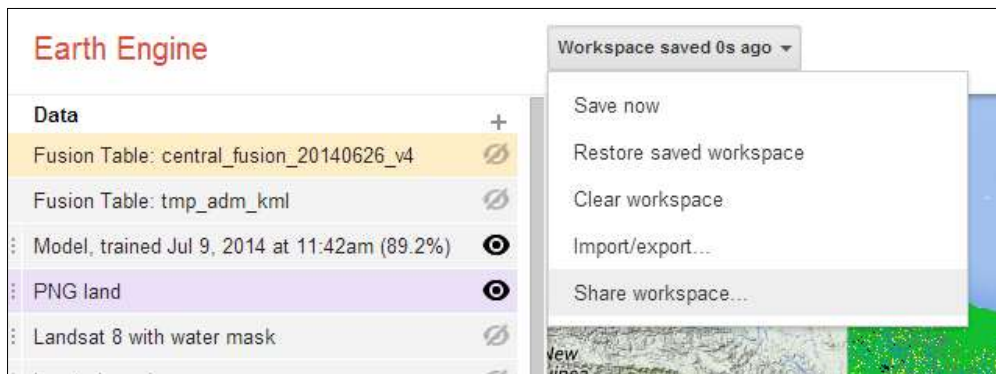 Earth Engine
Workspace saved 0s ago
Data
+
Fusion Table: central_fusion_20140626_v4
Fusion Table: tmp_adm_kml
Model, trained Jul 9, 2014 at 11:42am (89.2%)
PNG land
Landsat 8 with water mask
Save now
Restore saved workspace
Clear workspace
Import/export...
Share workspace...
New